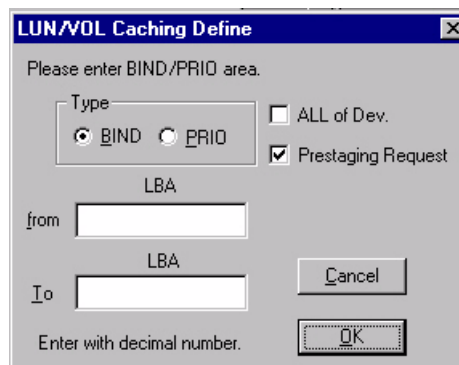 LUN/VOL Caching Define
Please enter BIND/PRIO area.
Type
BIND PRIO
ALL of Dev.
Prestaging Request
LBA
from
LBA
To
Cancel
Enter with decimal number.
OK